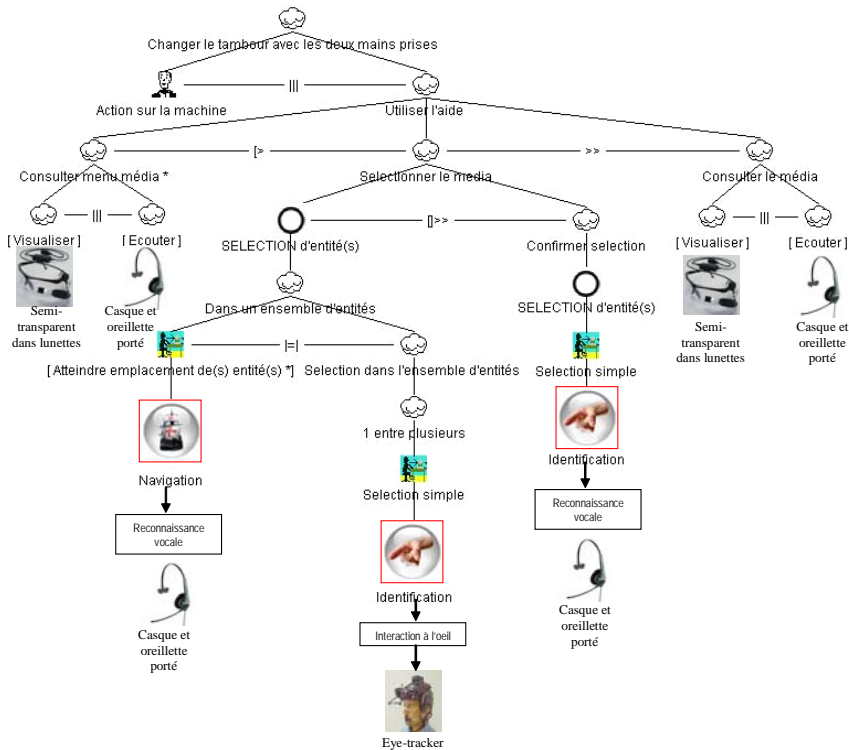 Changer le tambour avec les deux mains prises
|||
Action sur la machine
Utiliser l'aide
[>
>>
Consulter menu média *
Selectionner le media
Consulter le média
|||
[]>>
|||
[Visualiser]
[Ecouter]
SELECTION d'entité(s)
Confirmer selection
[Visualiser]
[Ecouter]
Semi-
transparent
dans lunettes
Casque et
oreillette
porté
Dans un ensemble d'entités
SELECTION d'entité(s)
Semi-
transparent
dans lunettes
Casque et
oreillette
porté
|=|
[Atteindre emplacement de(s) entité(s) *]
Selection dans l'ensemble d'entités
Selection simple
1 entre plusieurs
Identification
Navigation
Selection simple
Reconnaissance
vocale
Reconnaissance
vocale
Identification
Casque et
oreillette
porté
Casque et
oreillette
porté
Interaction à l'oeil
Eye-tracker